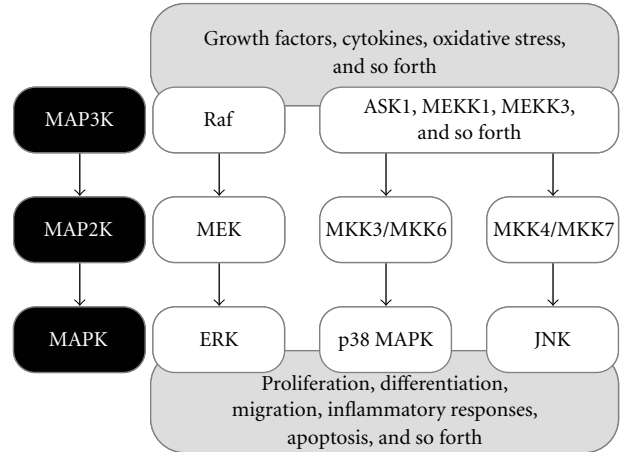 Growth factors, cytokines, oxidative stress,
and so forth
MAP3K
Raf
ASK1, MEKK1, MEKK3,
and so forth
MAP2K
MEK
MKK3/MKK6
MKK4/MKK7
MAPK
ERK
p38 MAPK
JNK
Proliferation, differentiation,
migration, inflammatory responses,
apoptosis, and so forth